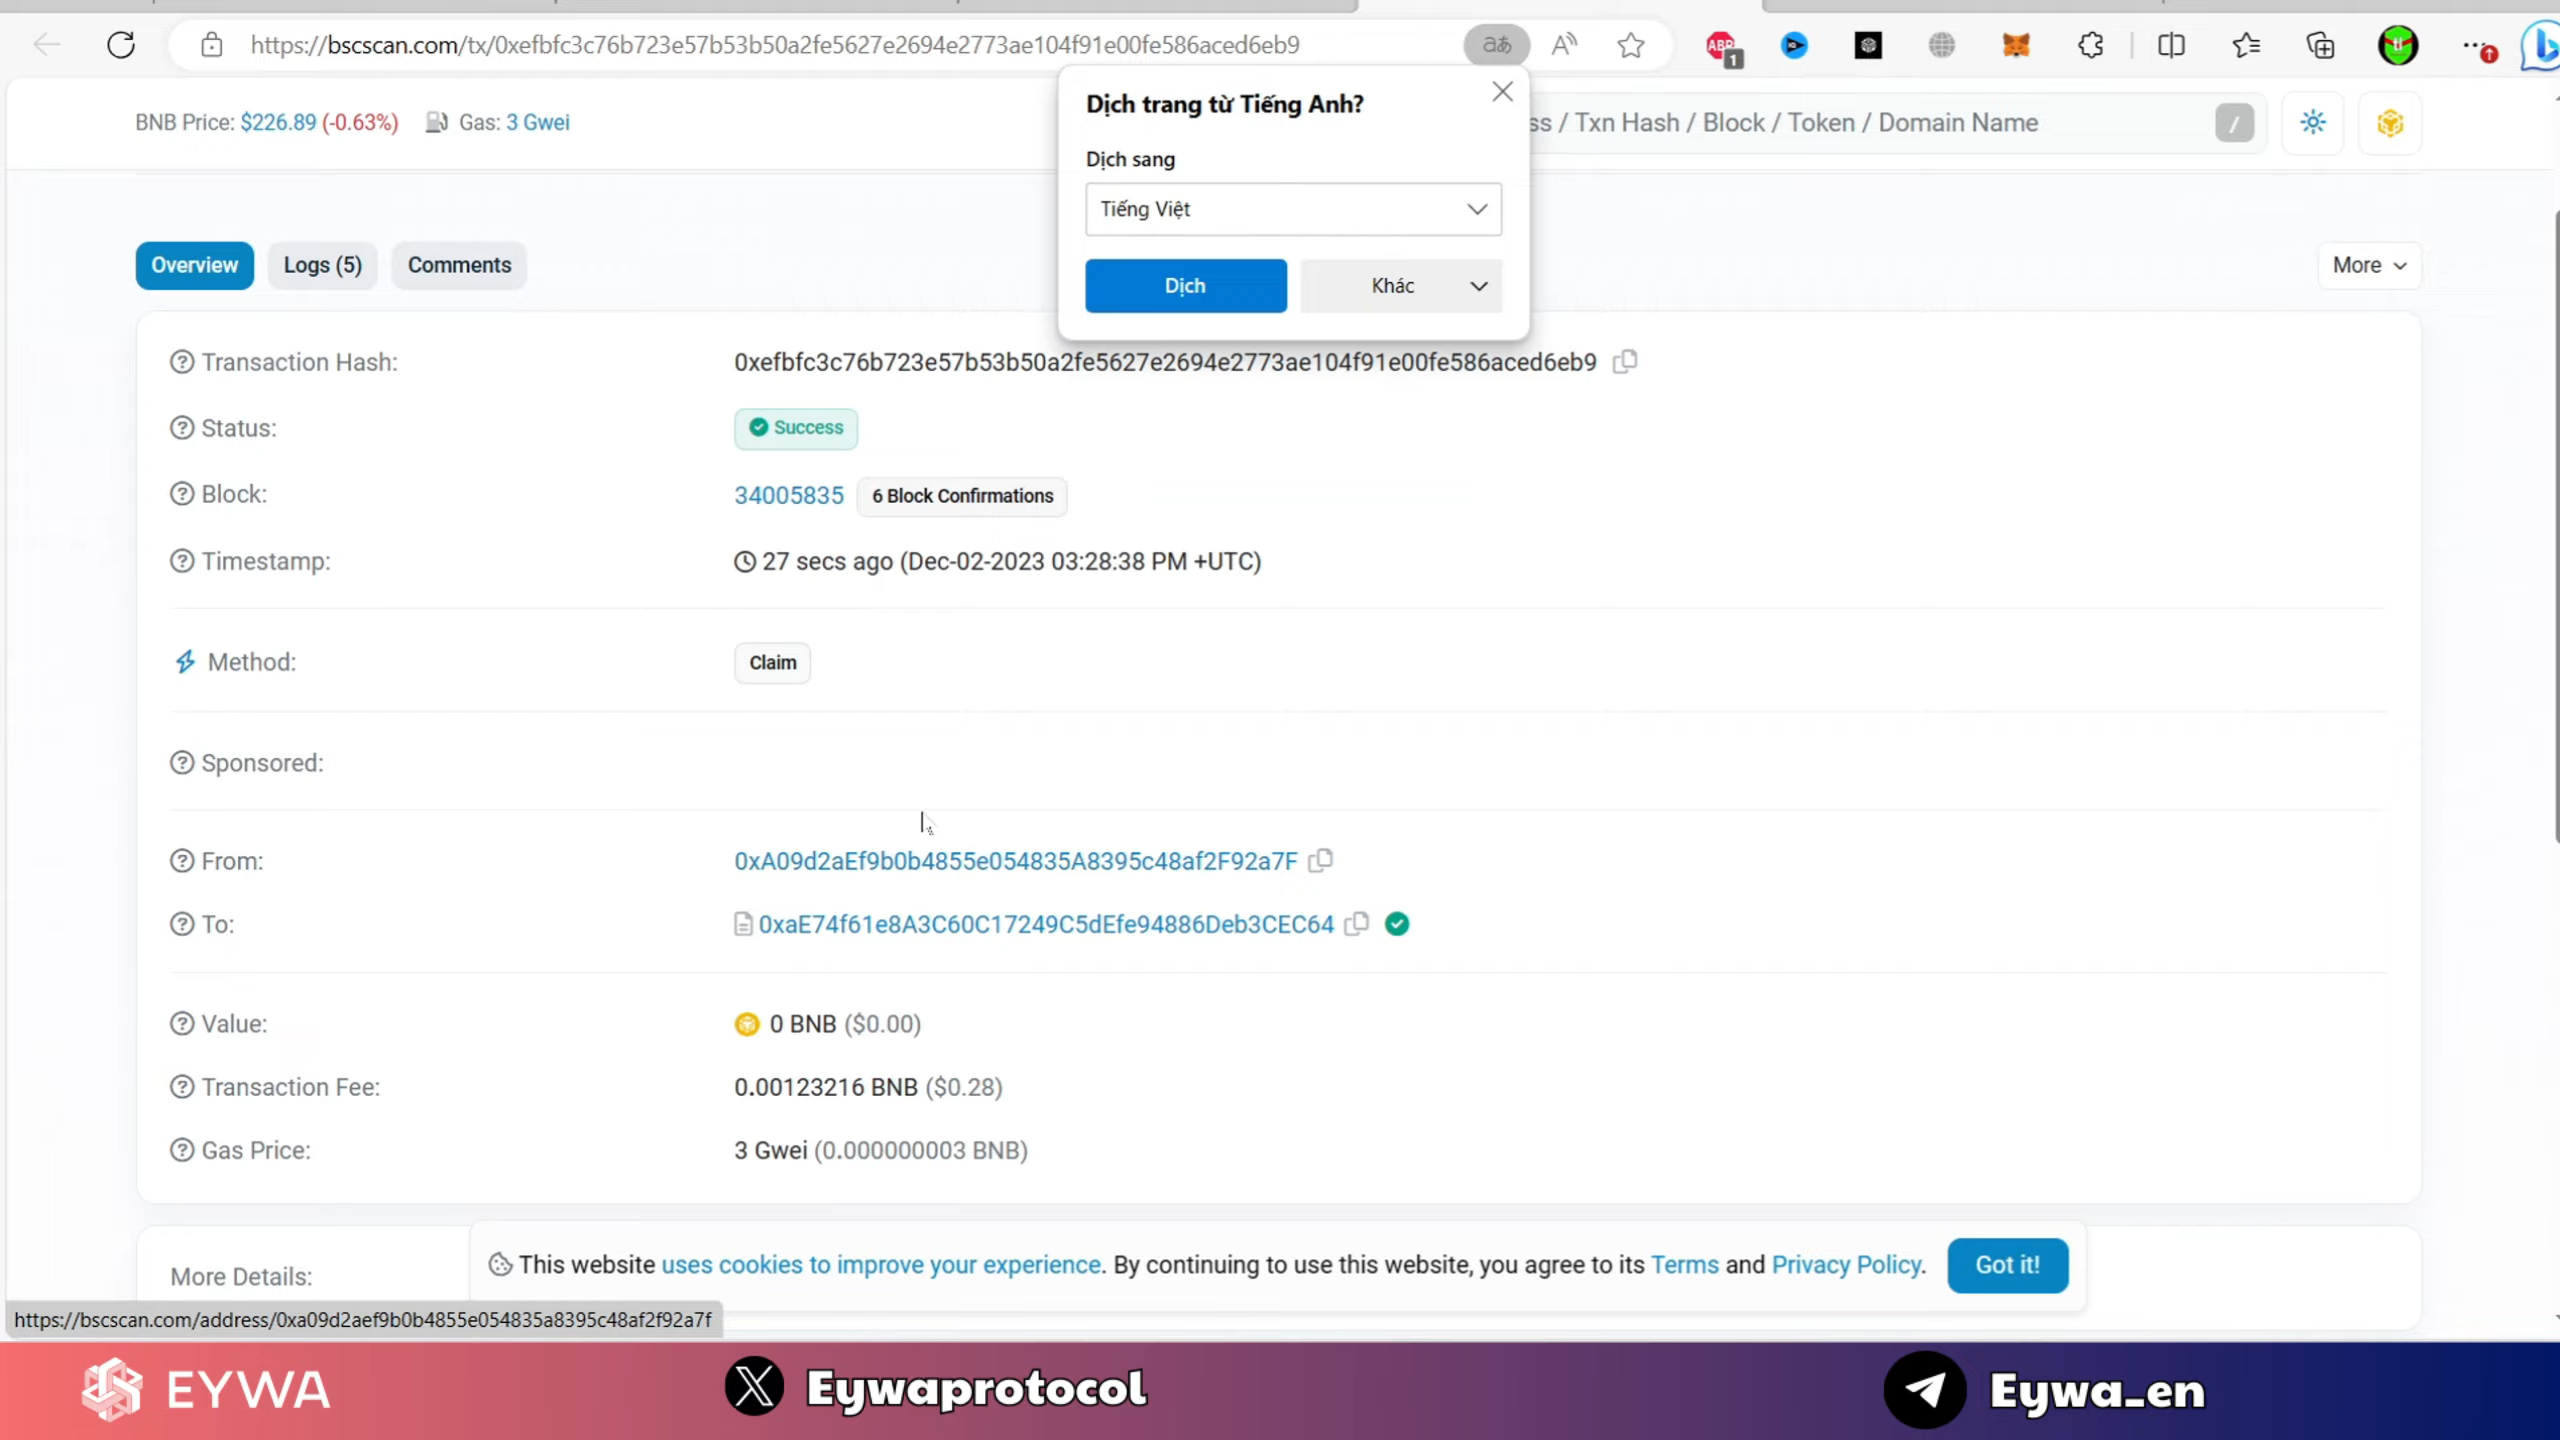 https://bscscan.com/tx/0xefbfc3c76b723e57b53b50a2fe5627e2694e2773ae104f91e00fe586aced6eb9
ABP
1
BNB Price: $226.89 (-0.63%) Gas: 3 Gwei
ss / Txn Hash / Block / Token / Domain Name
/
Dịch trang từ Tiếng Anh?
Dịch sang
Tiếng Việt
Dịch
Khác
Overview
Logs (5)
Comments
More
Transaction Hash: 0xefbfc3c76b723e57b53b50a2fe5627e2694e2773ae104f91e00fe586aced6eb9
Status: Success
Block: 34005835 6 Block Confirmations
Timestamp: 27 secs ago (Dec-02-2023 03:28:38 PM +UTC)
Method: Claim
Sponsored:
From: 0xA09d2aEf9b0b4855e054835A8395c48af2F92a7F
To: 0xaE74f61e8A3C60C17249C5dEfe94886Deb3CEC64
Value: 0 BNB ($0.00)
Transaction Fee: 0.00123216 BNB ($0.28)
Gas Price: 3 Gwei (0.000000003 BNB)
More Details:
This website uses cookies to improve your experience. By continuing to use this website, you agree to its Terms and Privacy Policy.
Got it!
https://bscscan.com/address/0xa09d2aef9b0b4855e054835a8395c48af2f92a7f
EYWA
Eywaprotocol
Eywa_en